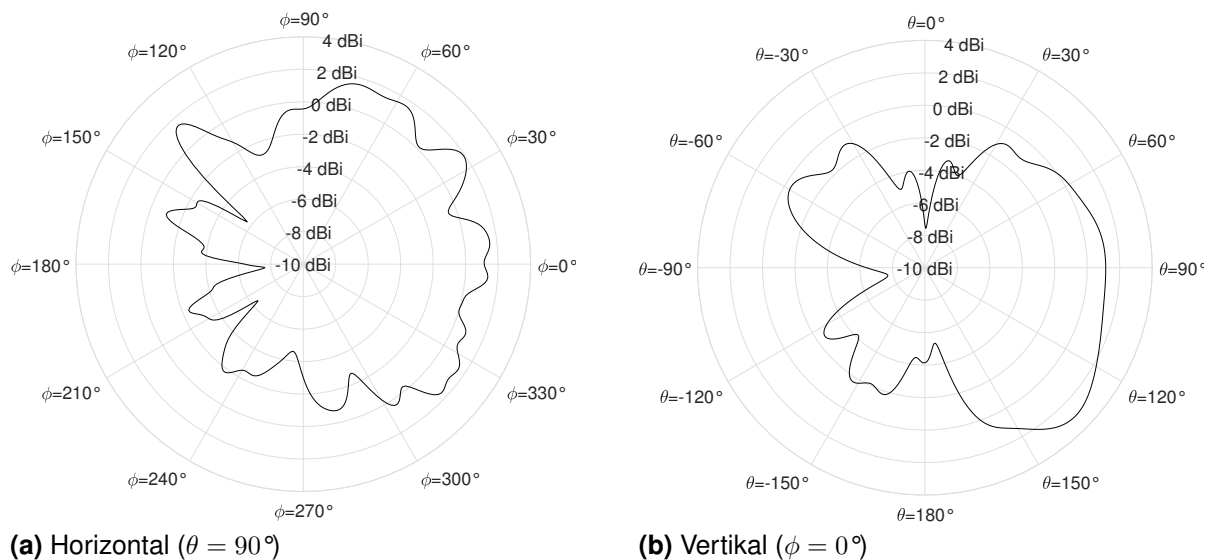 ϕ=90°
4 dBi
ϕ=120°
ϕ=60°
2 dBi
0 dBi
ϕ=150°
ϕ=30°
-2 dBi
-4 dBi
-6 dBi
-8 dBi
ϕ=180°
-10 dBi
ϕ=0°
ϕ=210°
ϕ=330°
ϕ=240°
ϕ=300°
ϕ=270°
(a) Horizontal (θ = 90°)
θ=0°
4 dBi
θ=-30°
θ=30°
2 dBi
0 dBi
θ=-60°
θ=60°
-2 dBi
-4 dBi
-6 dBi
-8 dBi
θ=-90°
-10 dBi
θ=90°
θ=-120°
θ=120°
θ=-150°
θ=150°
θ=180°
(b) Vertikal (ϕ = 0°)